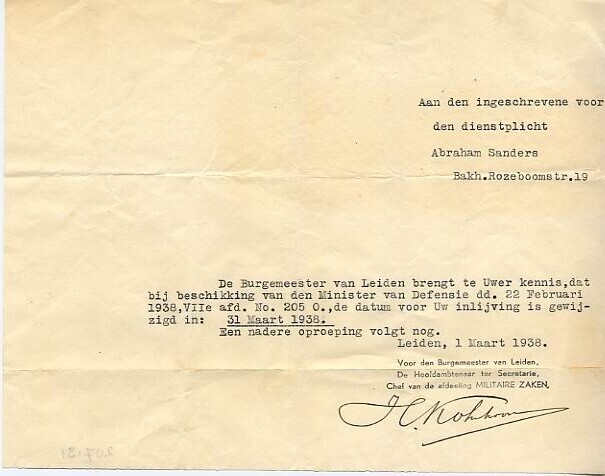 Aan den ingeschrevene voor
den dienstplicht
Abraham Sanders
Bakh.Rozeboomstr.19
De Burgemeester van Leiden brengt te Uwer kennis,dat
bij beschikking van den Minister van Defensie dd. 22 Februari
1938,VIIe afd. No. 205 O.,de datum voor Uw inlijving is gewij-
zigd in: 31 Maart 1938.
Een nadere oproeping volgt nog.
Leiden, 1 Maart 1938.
Voor den Burgemeester van Leiden,
De Hoofdambtenaar ter Secretarie,
Chef van de afdeeling MILITAIRE ZAKEN,